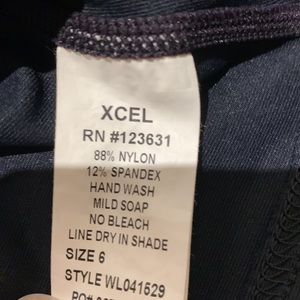 XCEL
RN #123631
88% NYLON
12% SPANDEX
HAND WASH
MILD SOAP
NO BLEACH
LINE DRY IN SHADE
SIZE 6
STYLE WL041529